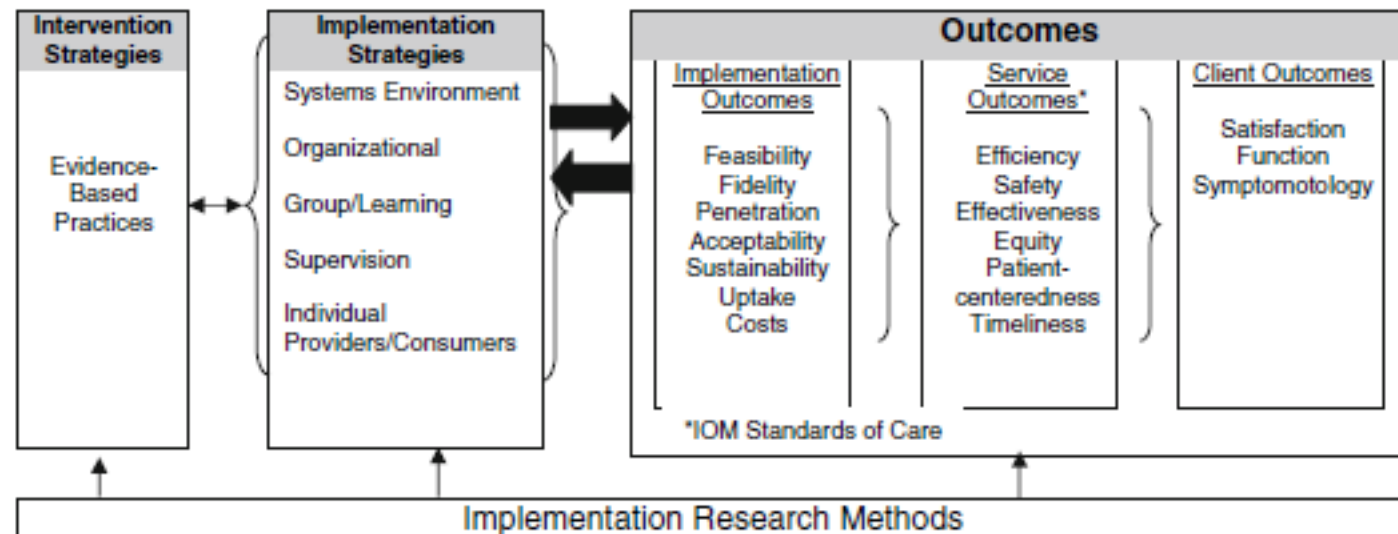 Intervention
Strategies
Evidence-
Based
Practices
Implementation
Strategies
Systems Environment
Organizational
Group/Learning
Supervision
Individual
Providers/Consumers
Outcomes
Implementation
Outcomes
Feasibility
Fidelity
Penetration
Acceptability
Sustainability
Uptake
Costs
Service
Outcomes*
Efficiency
Safety
Effectiveness
Equity
Patient-
centeredness
Timeliness
Client Outcomes
Satisfaction
Function
Symptomotology
*IOM Standards of Care
Implementation Research Methods